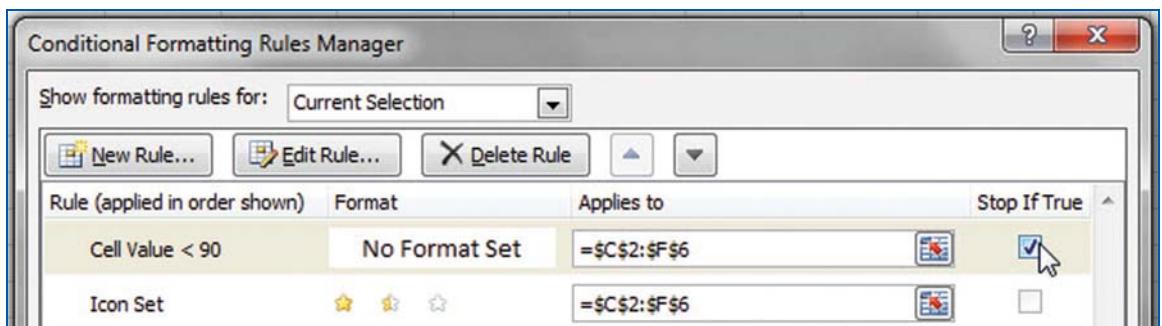 Conditional Formatting Rules Manager
Show formatting rules for: Current Selection
New Rule... Edit Rule... Delete Rule
Rule (applied in order shown) Format Applies to Stop If True
Cell Value < 90 No Format Set =$C$2:$F$6
Icon Set =$C$2:$F$6